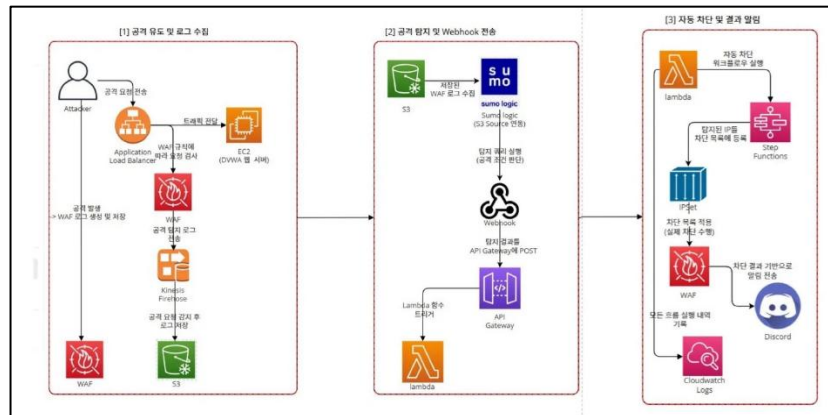 [1] 공격 유도 및 로그 수집
Attacker
공격 요청 전송
트래픽 전달
Application
Load Balancer
EC2
(DVWA 웹 서버)
WAF 규칙에
따라 요청 검사
WAF
공격 발생
-> WAF 로그 생성 및 저장
공격 탐지 로그
전송
Kinesis
Firehose
공격 요청 감지 후
로그 저장
WAF
S3
[2] 공격 탐지 및 Webhook 전송
S3
저장된
WAF 로그 수집
su
mo
sumo logic
Sumo logic
(S3 Source 연동)
탐지 쿼리 실행
(공격 조건 판단)
Webhook
탐지 결과를
API Gateway에 POST
Lambda 함수
트리거
API
Gateway
lambda
[3] 자동 차단 및 결과 알림
lambda
자동 차단
워크플로우 실행
Step
Functions
탐지된 IP를
차단 목록에 등록
IPSet
차단 목록 적용
(실제 차단 수행)
WAF
차단 결과 기반으로
알림 전송
Discord
모든 흐름 실행 내역
기록
Cloudwatch
Logs